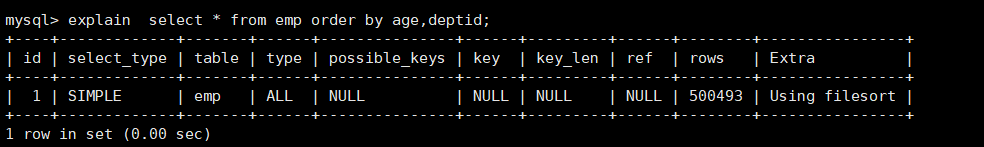 mysql> explain  select * from emp order by age,deptid;
+----+-------------+-------+------+---------------+------+---------+------+--------+----------------+
| id | select_type | table | type | possible_keys | key  | key_len | ref  | rows   | Extra          |
+----+-------------+-------+------+---------------+------+---------+------+--------+----------------+
|  1 | SIMPLE      | emp   | ALL  | NULL          | NULL | NULL    | NULL | 500493 | Using filesort |
+----+-------------+-------+------+---------------+------+---------+------+--------+----------------+
1 row in set (0.00 sec)